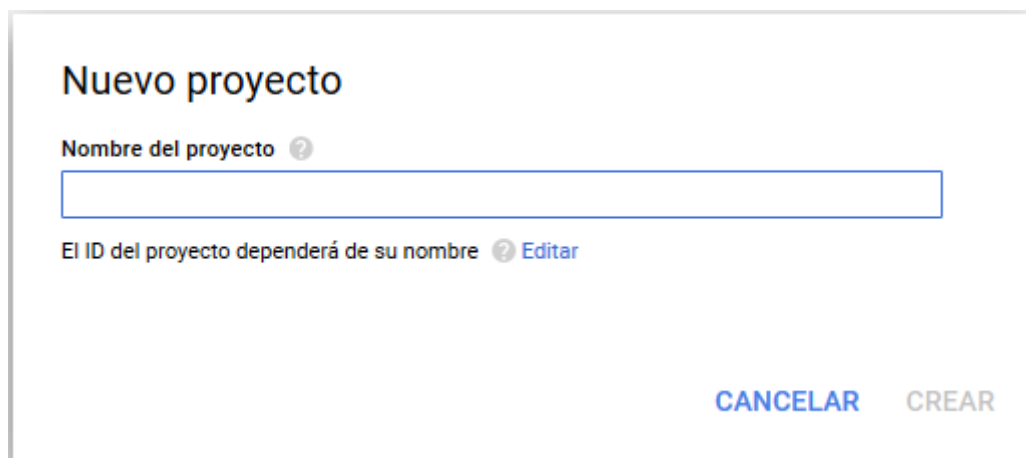 Nuevo proyecto
Nombre del proyecto ?
El ID del proyecto dependerá de su nombre ? Editar
CANCELAR CREAR